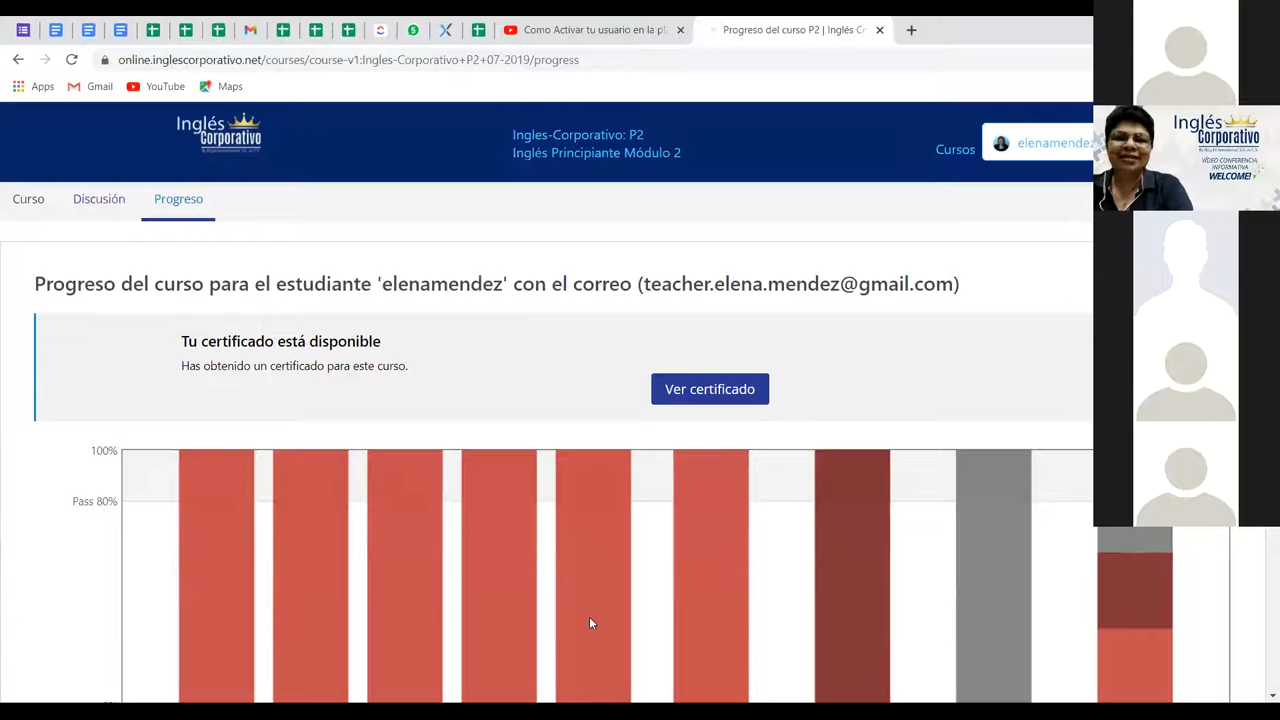 Como Activar tu usuario en la pl
Progreso del curso P2 | Inglés C
online.inglescorporativo.net/courses/course-v1:Ingles-Corporativo+P2+07-2019/progress
Apps
Gmail
YouTube
Maps
Inglés
Corporativo
Ingles-Corporativo: P2
Inglés Principiante Módulo 2
Cursos
elenamendez
Inglés
Corporativo
VÍDEO CONFERENCIA
INFORMATIVA
WELCOME!
Curso
Discusión
Progreso
Progreso del curso para el estudiante 'elenamendez' con el correo (teacher.elena.mendez@gmail.com)
Tu certificado está disponible
Has obtenido un certificado para este curso.
Ver certificado
100%
Pass 80%